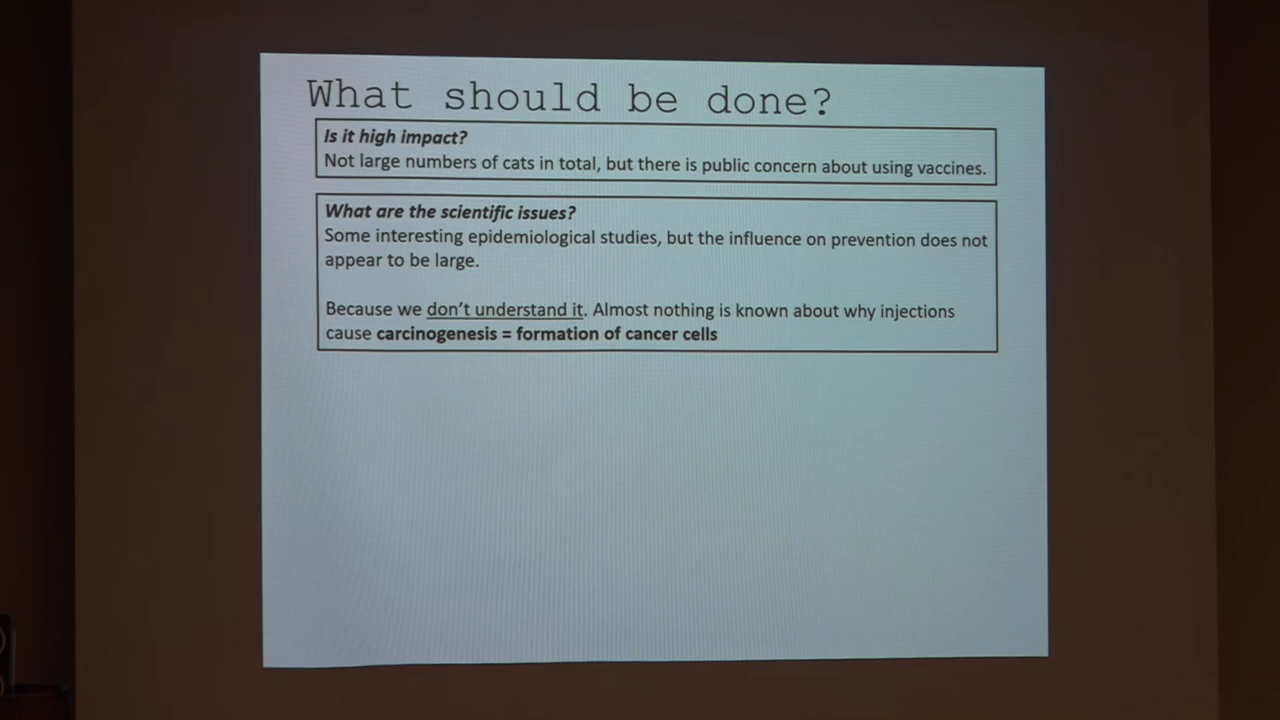 What should be done?
Is it high impact?
Not large numbers of cats in total, but there is public concern about using vaccines.
What are the scientific issues?
Some interesting epidemiological studies, but the influence on prevention does not
appear to be large.
Because we don't understand it. Almost nothing is known about why injections
cause carcinogenesis = formation of cancer cells